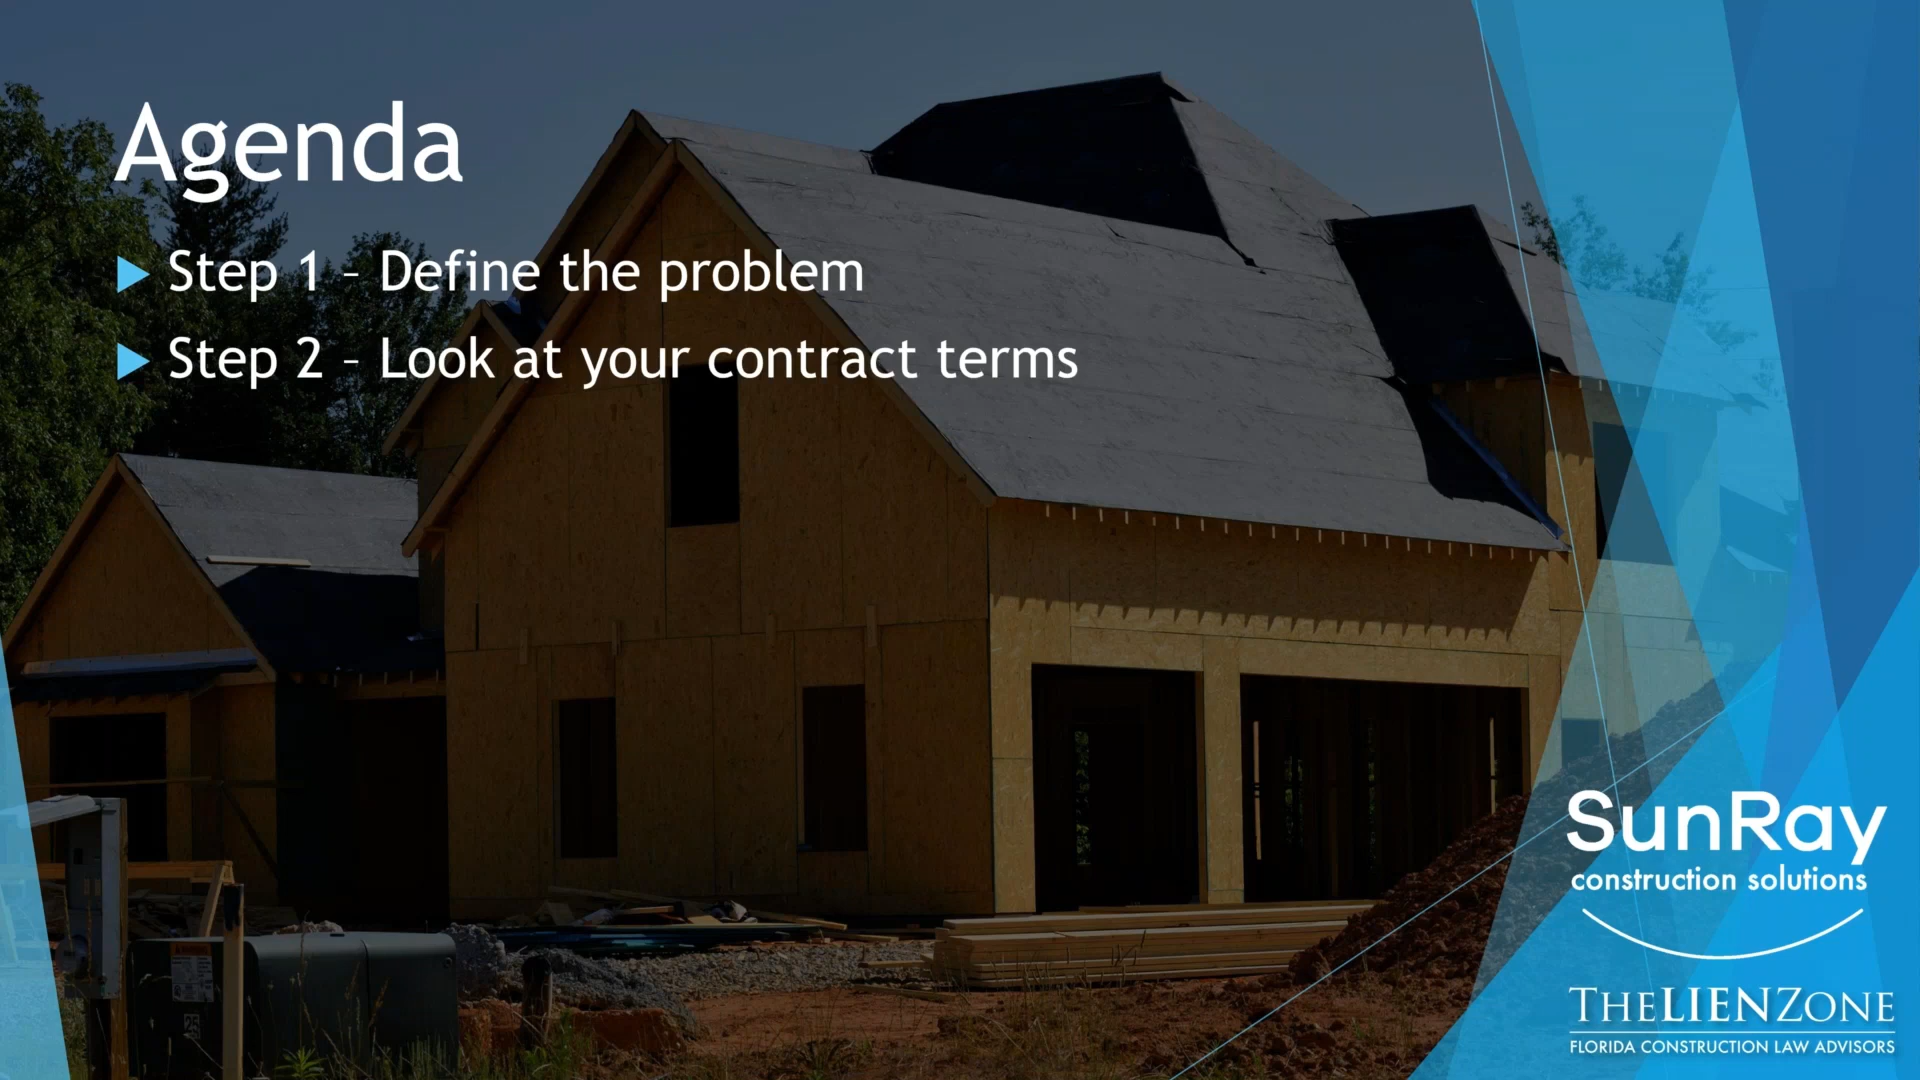 Agenda
Step 1 – Define the problem
Step 2 – Look at your contract terms
SunRay
construction solutions
THELIENZONE
FLORIDA CONSTRUCTION LAW ADVISORS